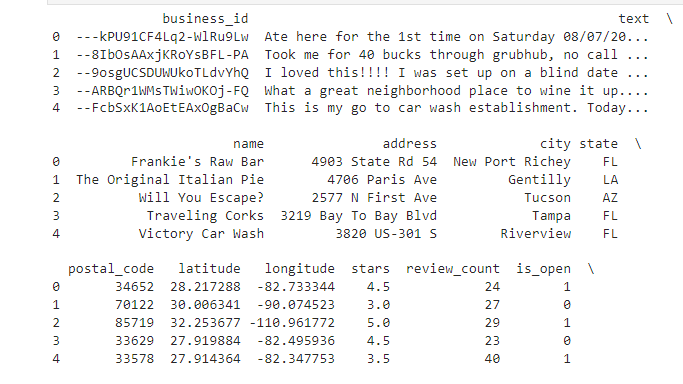 business_id text \
0 ---kPU91CF4Lq2-WlRu9Lw Ate here for the 1st time on Saturday 08/07/20...
1 --8IbOsAAxjKRoYsBFL-PA Took me for 40 bucks through grubhub, no call ...
2 --9osgUCSDUWUkoTLdvYhQ I loved this!!!! I was set up on a blind date ...
3 --ARBQr1WMsTWiwOKOj-FQ What a great neighborhood place to wine it up....
4 --FcbSxK1AoEtEAxOgBaCw This is my go to car wash establishment. Today...
name address city state \
0 Frankie's Raw Bar 4903 State Rd 54 New Port Richey FL
1 The Original Italian Pie 4706 Paris Ave Gentilly LA
2 Will You Escape? 2577 N First Ave Tucson AZ
3 Traveling Corks 3219 Bay To Bay Blvd Tampa FL
4 Victory Car Wash 3820 US-301 S Riverview FL
postal_code latitude longitude stars review_count is_open \
0 34652 28.217288 -82.733344 4.5 24 1
1 70122 30.006341 -90.074523 3.0 27 0
2 85719 32.253677 -110.961772 5.0 29 1
3 33629 27.919884 -82.495936 4.5 23 0
4 33578 27.914364 -82.347753 3.5 40 1